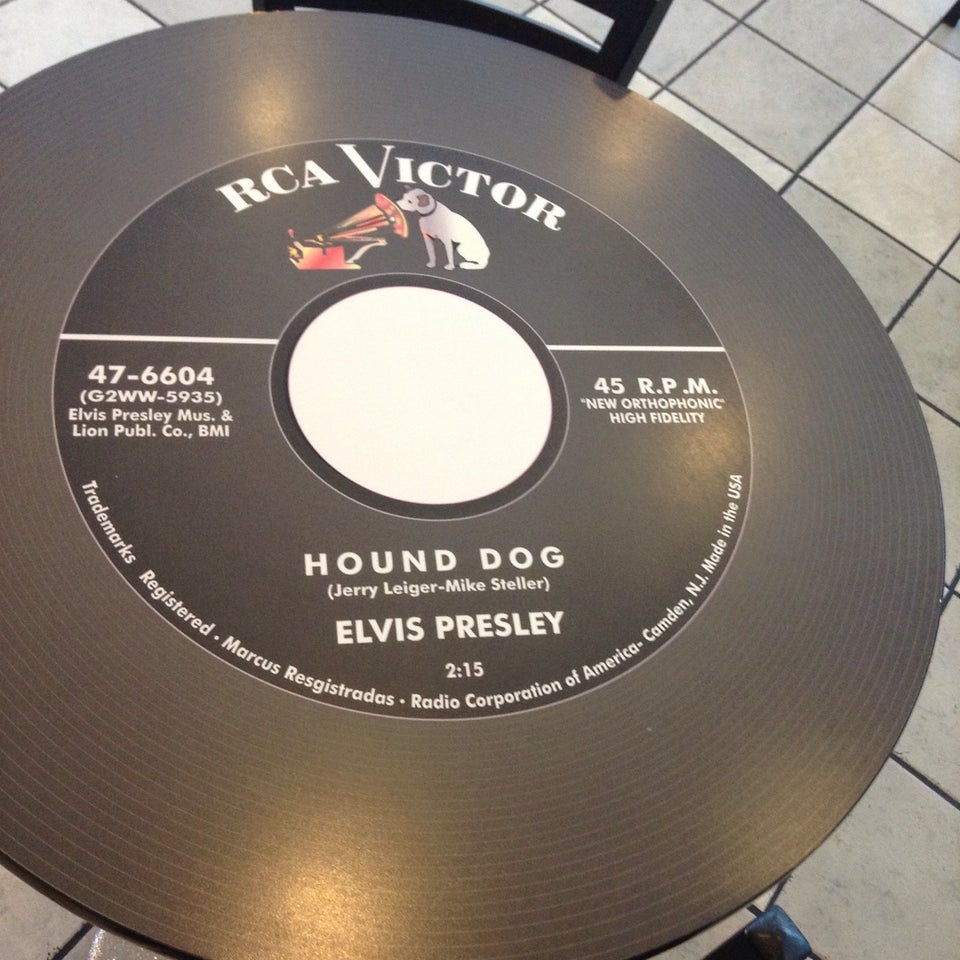 RCA VICTOR
47-6604
(G2WW-5935)
Elvis Presley Mus. &
Lion Publ. Co., BMI
45 R.P.M.
"NEW ORTHOPHONIC"
HIGH FIDELITY
HOUND DOG
(Jerry Leiger-Mike Steller)
ELVIS PRESLEY
2:15
Trademarks Registered • Marcus Resgistradas • Radio Corporation of America- Camden, N.J. Made in the USA